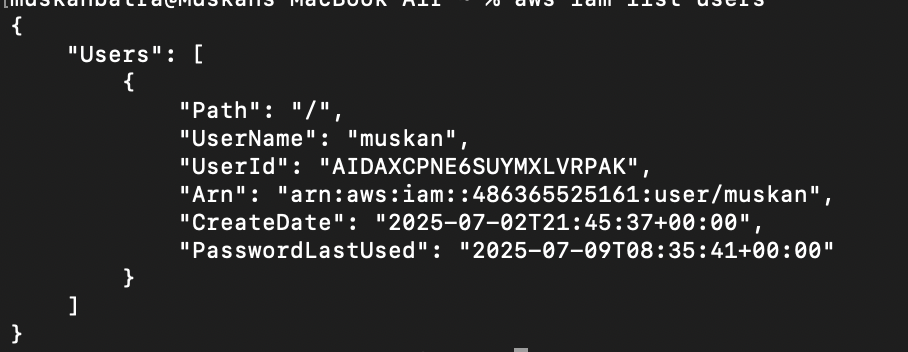 muskanbatra@Muskans MacBook Air ~ % aws iam list users
{
    "Users": [
        {
            "Path": "/",
            "UserName": "muskan",
            "UserId": "AIDAXCPNE6SUYMXLVRPAK",
            "Arn": "arn:aws:iam::486365525161:user/muskan",
            "CreateDate": "2025-07-02T21:45:37+00:00",
            "PasswordLastUsed": "2025-07-09T08:35:41+00:00"
        }
    ]
}